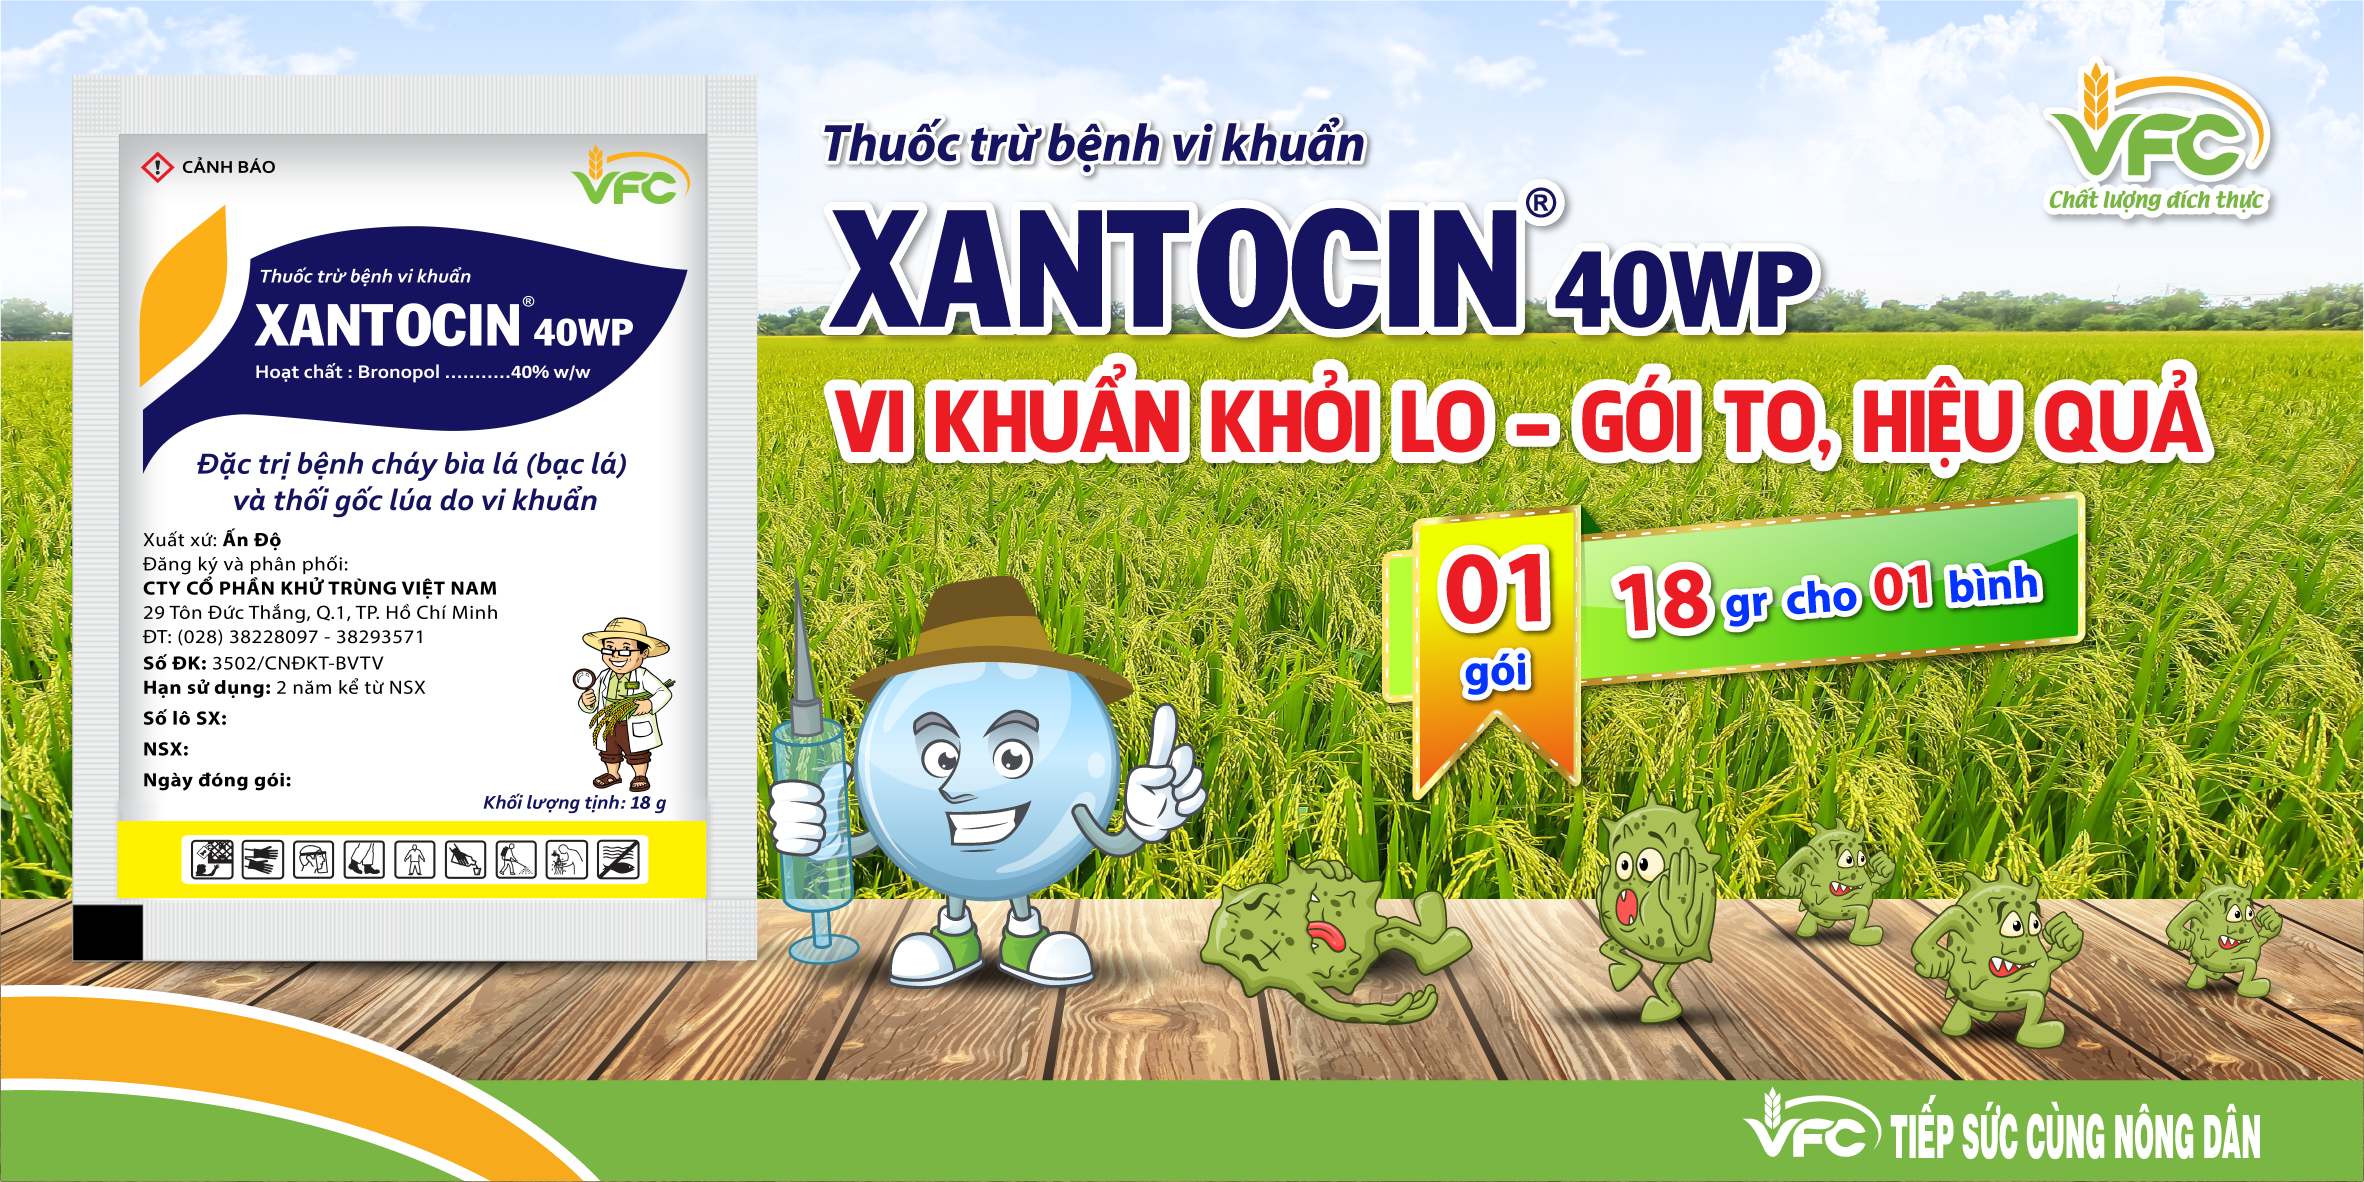 CẢNH BÁO
VFC
Thuốc trừ bệnh vi khuẩn
XANTOCIN® 40WP
Hoạt chất : Bronopol ...........40% w/w
Đặc trị bệnh cháy bìa lá (bạc lá)
và thối gốc lúa do vi khuẩn
Xuất xứ: Ấn Độ
Đăng ký và phân phối:
CTY CỔ PHẦN KHỬ TRÙNG VIỆT NAM
29 Tôn Đức Thắng, Q.1, TP. Hồ Chí Minh
ĐT: (028) 38228097 - 38293571
Số ĐK: 3502/CNĐKT-BVTV
Hạn sử dụng: 2 năm kể từ NSX
Số lô SX:
NSX:
Ngày đóng gói:
Khối lượng tịnh: 18 g
Thuốc trừ bệnh vi khuẩn
XANTOCIN® 40WP
VI KHUẨN KHỎI LO – GÓI TO, HIỆU QUẢ
VFC
Chất lượng đích thực
01
gói
18 gr cho 01 bình
VFC TIẾP SỨC CÙNG NÔNG DÂN